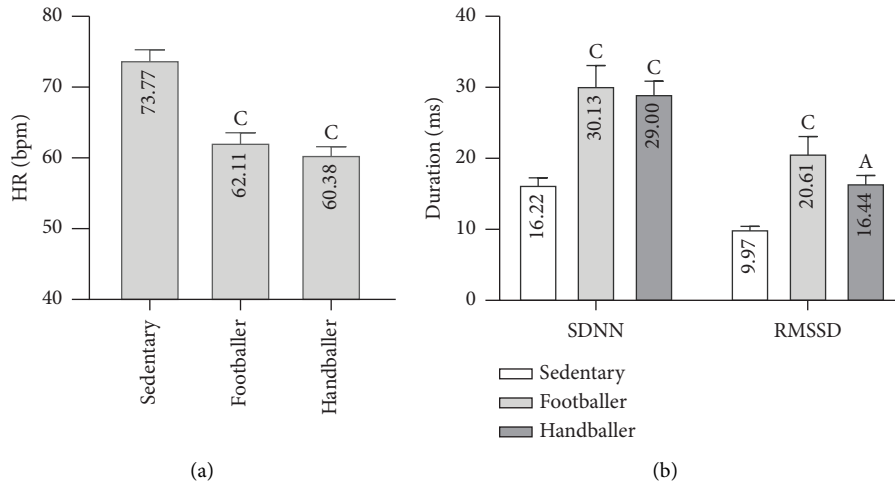 80
70
60
50
40
HR (bpm)
73.77
62.11
60.38
C
C
Sedentary
Footballer
Handballer
(a)
40
30
20
10
0
Duration (ms)
16.22
30.13
29.00
C
C
9.97
20.61
16.44
C
A
SDNN
RMSSD
Sedentary
Footballer
Handballer
(b)